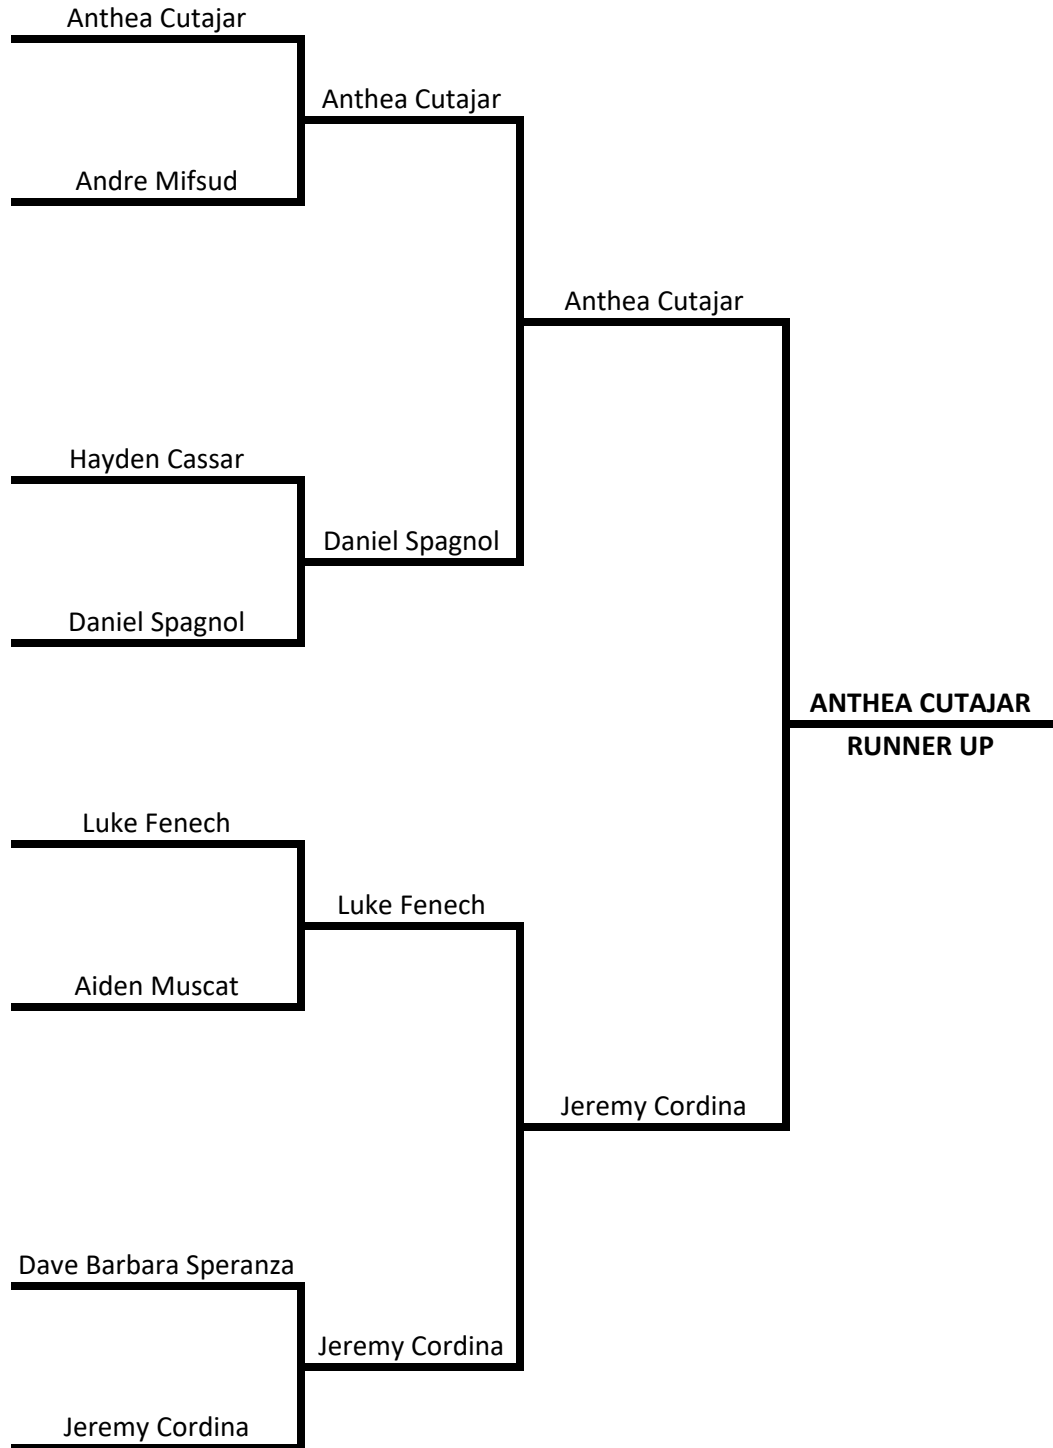 Anthea Cutajar
Anthea Cutajar
Andre Mifsud
Anthea Cutajar
Hayden Cassar
Daniel Spagnol
Daniel Spagnol
ANTHEA CUTAJAR
RUNNER UP
Luke Fenech
Luke Fenech
Aiden Muscat
Jeremy Cordina
Dave Barbara Speranza
Jeremy Cordina
Jeremy Cordina